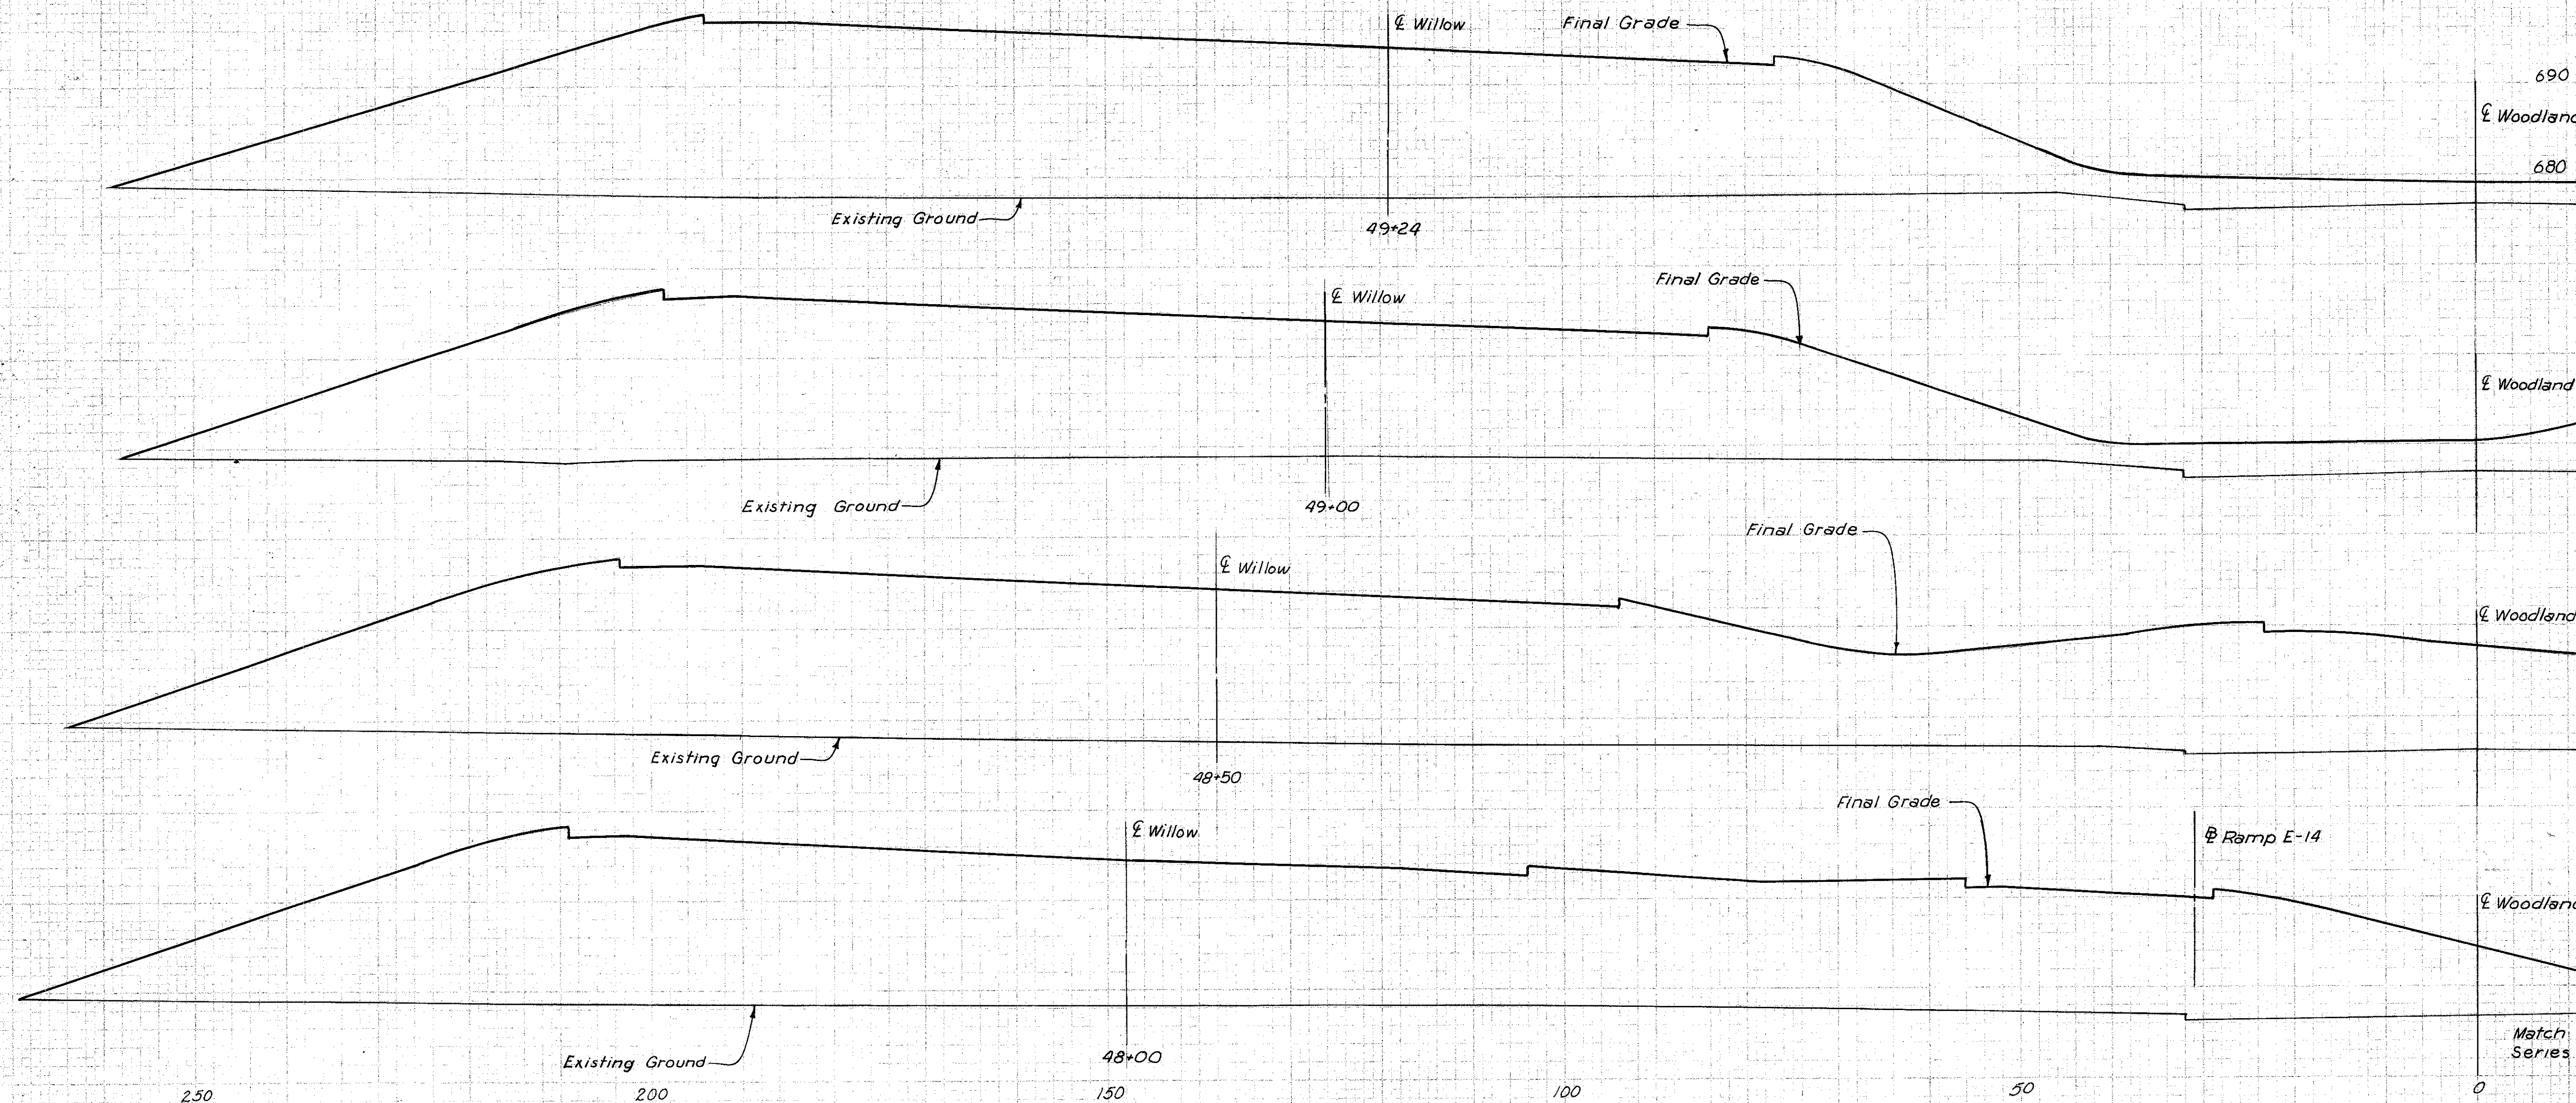 ℄ Willow
Final Grade
690
℄ Woodland
680
Existing Ground
49+24
Final Grade
℄ Willow
℄ Woodland
Existing Ground
49+00
Final Grade
℄ Willow
℄ Woodland
Existing Ground
48+50
Final Grade
℄ Willow
Ramp E-14
℄ Woodland
Match
Series
48+00
Existing Ground
250
200
150
100
50
0